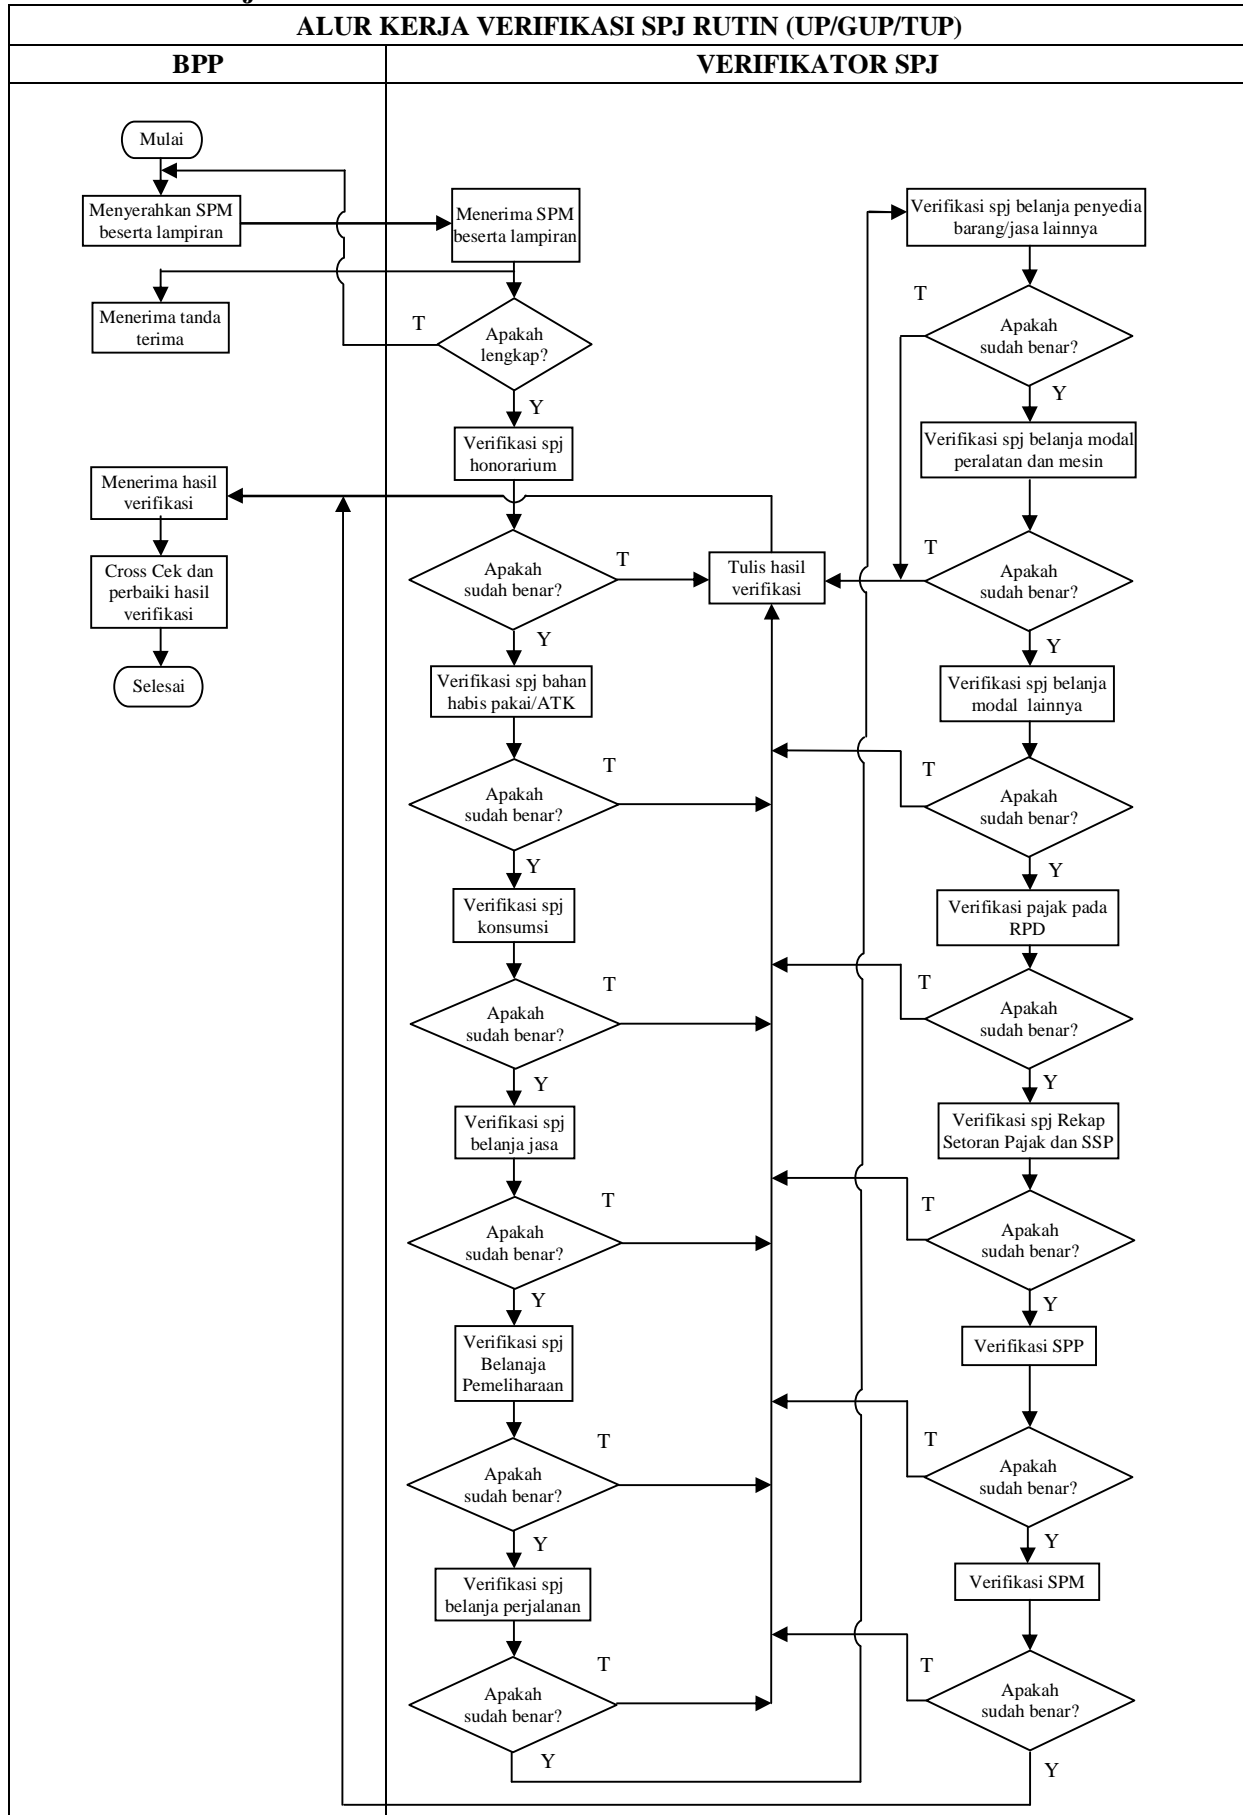 ALUR KERJA VERIFIKASI SPJ RUTIN (UP/GUP/TUP)
BPP
VERIFIKATOR SPJ
Mulai
Menyerahkan SPM
beserta lampiran
Menerima SPM
beserta lampiran
Menerima tanda
terima
T
Apakah
lengkap?
Y
Verifikasi spj
honorarium
Menerima hasil
verifikasi
Cross Cek dan
perbaiki hasil
verifikasi
Selesai
Apakah
sudah benar?
T
Tulis hasil
verifikasi
Y
Verifikasi spj bahan
habis pakai/ATK
Apakah
sudah benar?
T
Y
Verifikasi spj
konsumsi
Apakah
sudah benar?
T
Y
Verifikasi spj
belanja jasa
Apakah
sudah benar?
T
Y
Verifikasi spj
Belanaja
Pemeliharaan
Apakah
sudah benar?
T
Y
Verifikasi spj
belanja perjalanan
Apakah
sudah benar?
T
Y
Verifikasi spj belanja penyedia
barang/jasa lainnya
T
Apakah
sudah benar?
Y
Verifikasi spj belanja modal
peralatan dan mesin
T
Apakah
sudah benar?
Y
Verifikasi spj belanja
modal lainnya
T
Apakah
sudah benar?
Y
Verifikasi pajak pada
RPD
T
Apakah
sudah benar?
Y
Verifikasi spj Rekap
Setoran Pajak dan SSP
T
Apakah
sudah benar?
Y
Verifikasi SPP
T
Apakah
sudah benar?
Y
Verifikasi SPM
T
Apakah
sudah benar?
Y